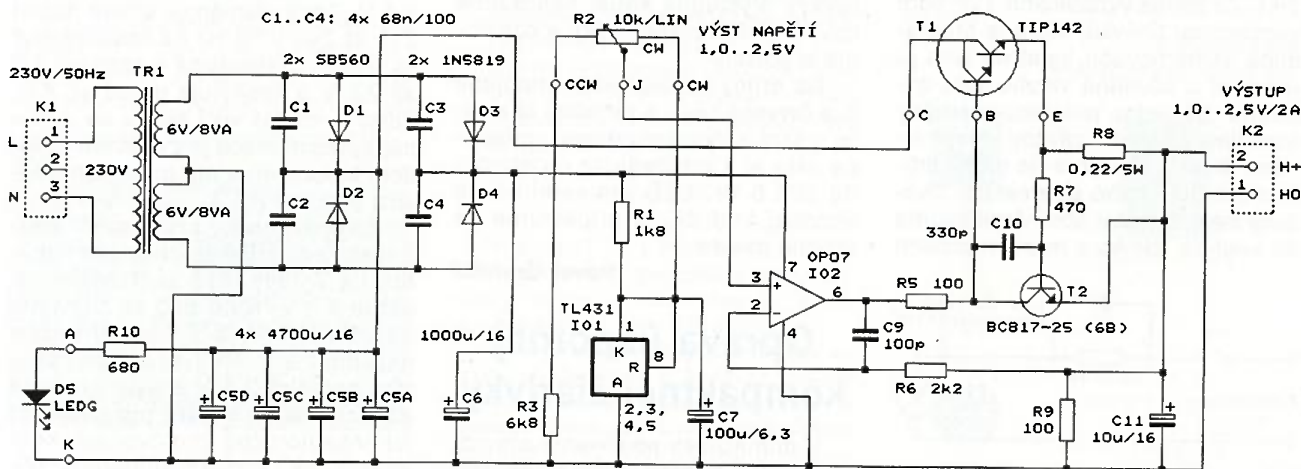 C1..C4: 4x 68n/100
R2 10k/LIN
T1
TIP142
VÝST NAPĚTÍ
1,0..2,5V
CW
230V/50Hz
TR1
2x SB560
2x 1N5819
CCW
J
CW
VÝSTUP
1,0..2,5V/2A
K1
C1
D1
C3
D3
C
B
E
R8
K2
L
1
6V/8VA
0,22/5W
2
H+
2
230V
1
H0
N
3
6V/8VA
C2
D2
C4
D4
R1
1k8
R7
470
330p
C10
OP07
IO2
7
3
+
6
R5 100
T2
2
-
4
BC817-25 (6B)
TL431
IO1
1
K
R
8
A
2,3,
4,5
C9
100p
R6 2k2
A
R10
680
4x 4700u/16
1000u/16
D5
LEDG
K
+
C5D
+
C5C
+
C5B
+
C5A
+
C6
R3
6k8
+
C7
100u/6,3
R9
100
+
C11
10u/16